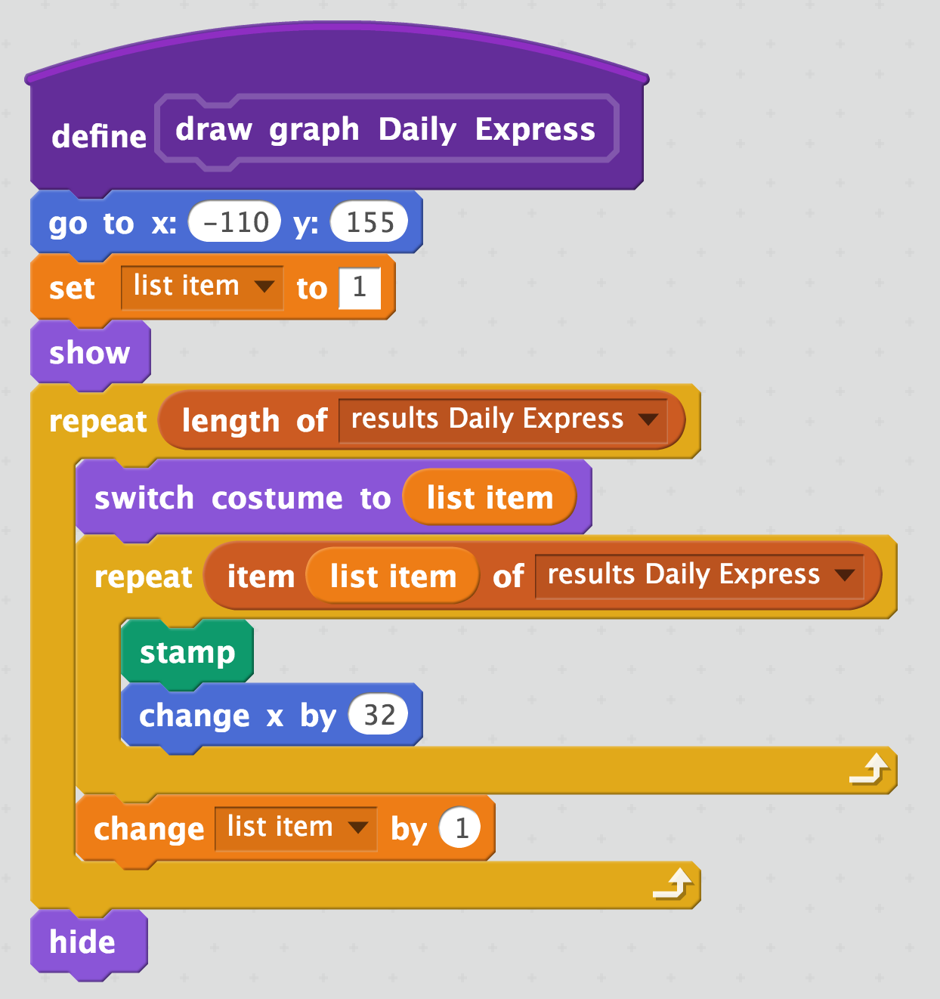 define draw graph Daily Express
go to x: -110 y: 155
set list item to 1
show
repeat length of results Daily Express
switch costume to list item
repeat item list item of results Daily Express
stamp
change x by 32
change list item by 1
hide